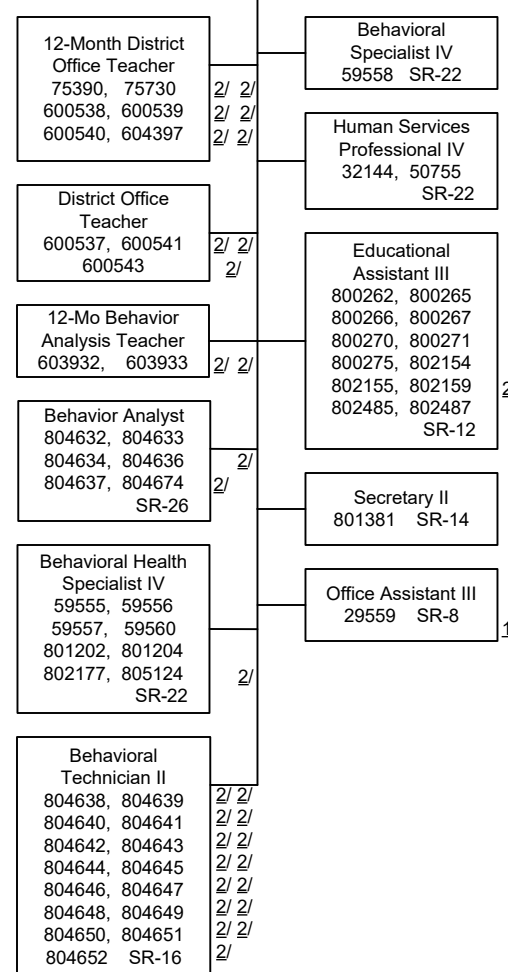 12-Month District
Office Teacher
75390, 75730
600538, 600539
600540, 604397
2/ 2/
2/ 2/
2/ 2/
District Office
Teacher
600537, 600541
600543
2/ 2/
2/
12-Mo Behavior
Analysis Teacher
603932, 603933
2/ 2/
Behavior Analyst
804632, 804633
804634, 804636
804637, 804674
SR-26
2/
2/
Behavioral Health
Specialist IV
59555, 59556
59557, 59560
801202, 801204
802177, 805124
SR-22
2/
Behavioral
Technician II
804638, 804639
804640, 804641
804642, 804643
804644, 804645
804646, 804647
804648, 804649
804650, 804651
804652 SR-16
2/ 2/
2/ 2/
2/ 2/
2/ 2/
2/ 2/
2/ 2/
2/ 2/
2/
Behavioral
Specialist IV
59558 SR-22
Human Services
Professional IV
32144, 50755
SR-22
Educational
Assistant III
800262, 800265
800266, 800267
800270, 800271
800275, 802154
802155, 802159
802485, 802487
SR-12
Secretary II
801381 SR-14
Office Assistant III
29559 SR-8